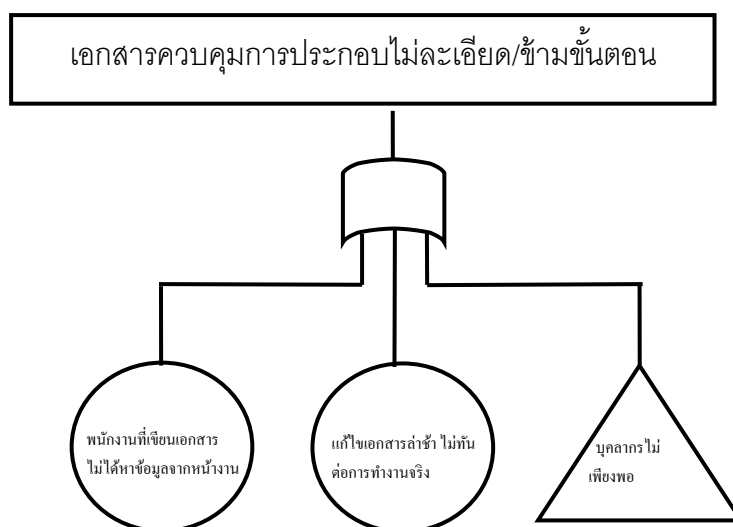 เอกสารควบคุมการประกอบไม่ละเอียด/ข้ามขั้นตอน
พนักงานที่เขียนเอกสาร
ไม่ได้หาข้อมูลจากหน้างาน
แก้ไขเอกสารล่าช้า ไม่ทัน
ต่อการทำงานจริง
บุคลากรไม่
เพียงพอ